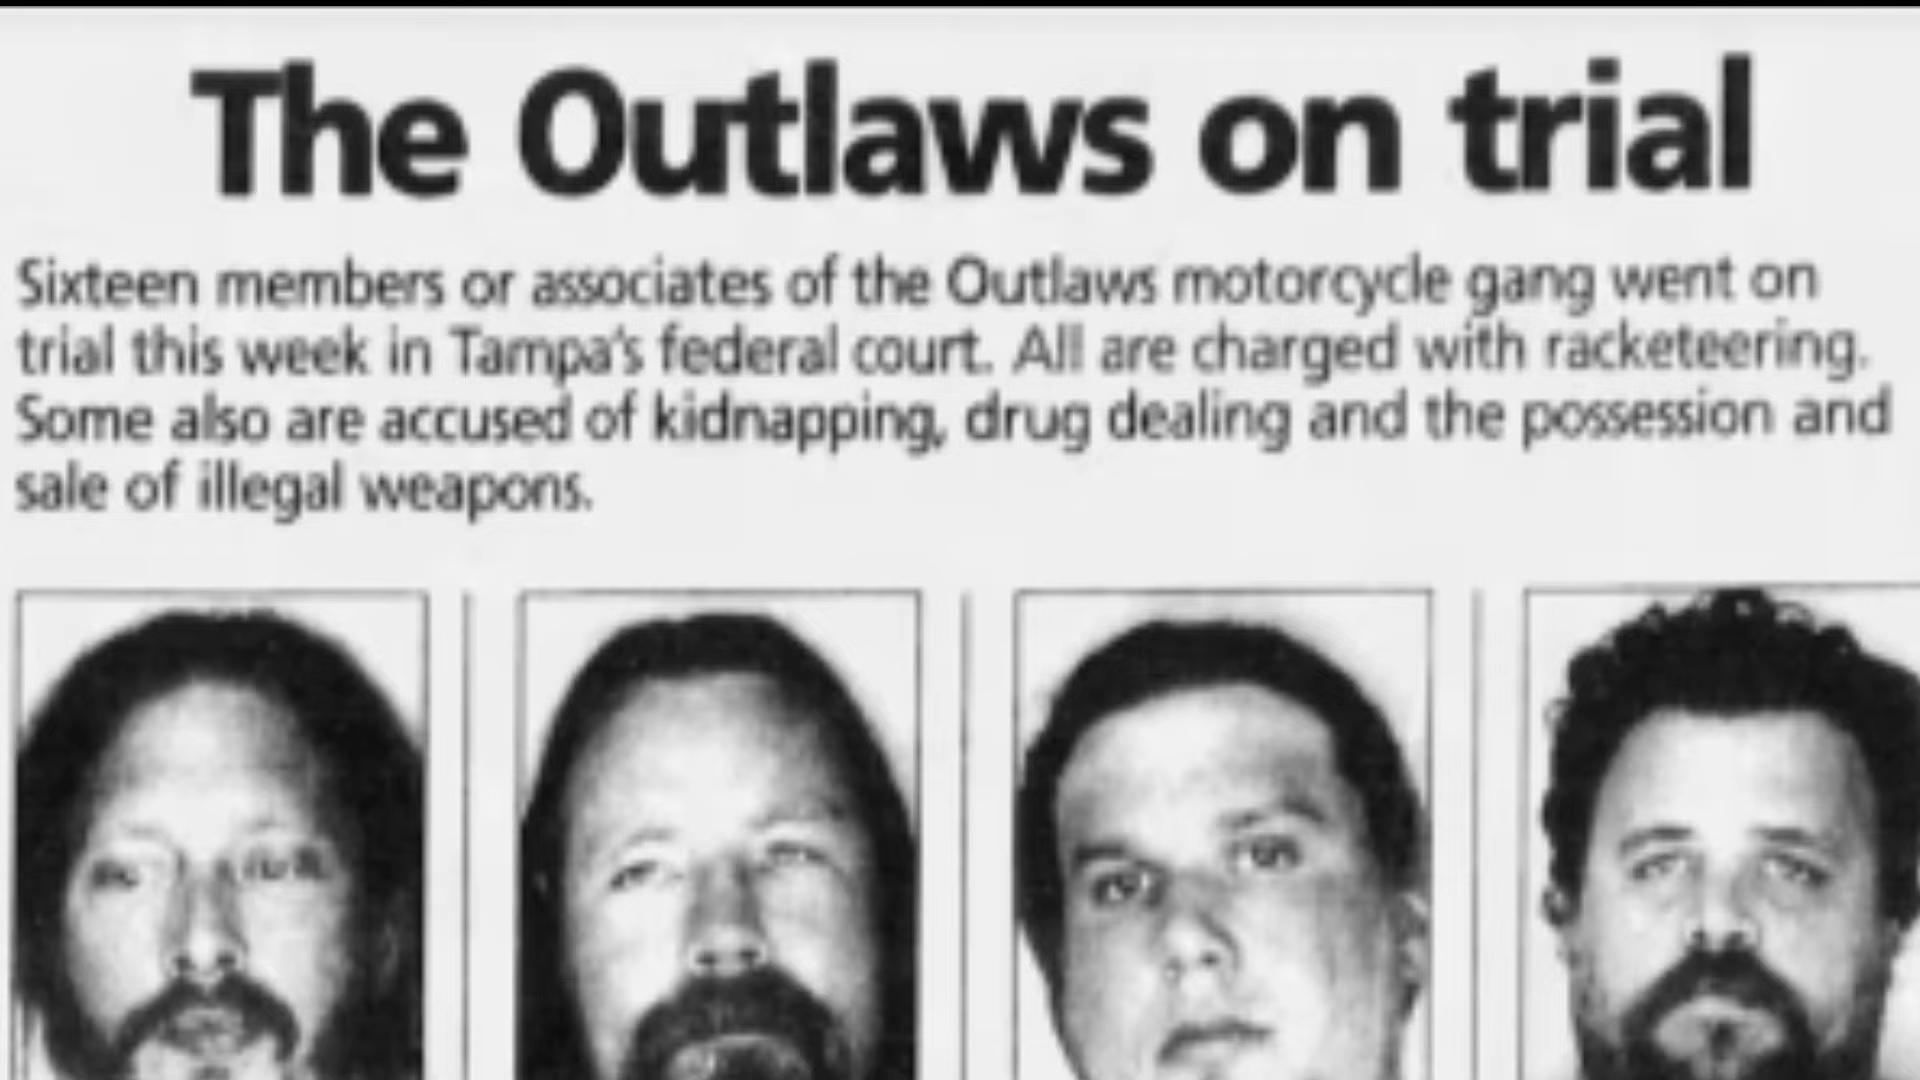 The Outlaws on trial
Sixteen members or associates of the Outlaws motorcycle gang went on
trial this week in Tampa's federal court. All are charged with racketeering.
Some also are accused of kidnapping, drug dealing and the possession and
sale of illegal weapons.